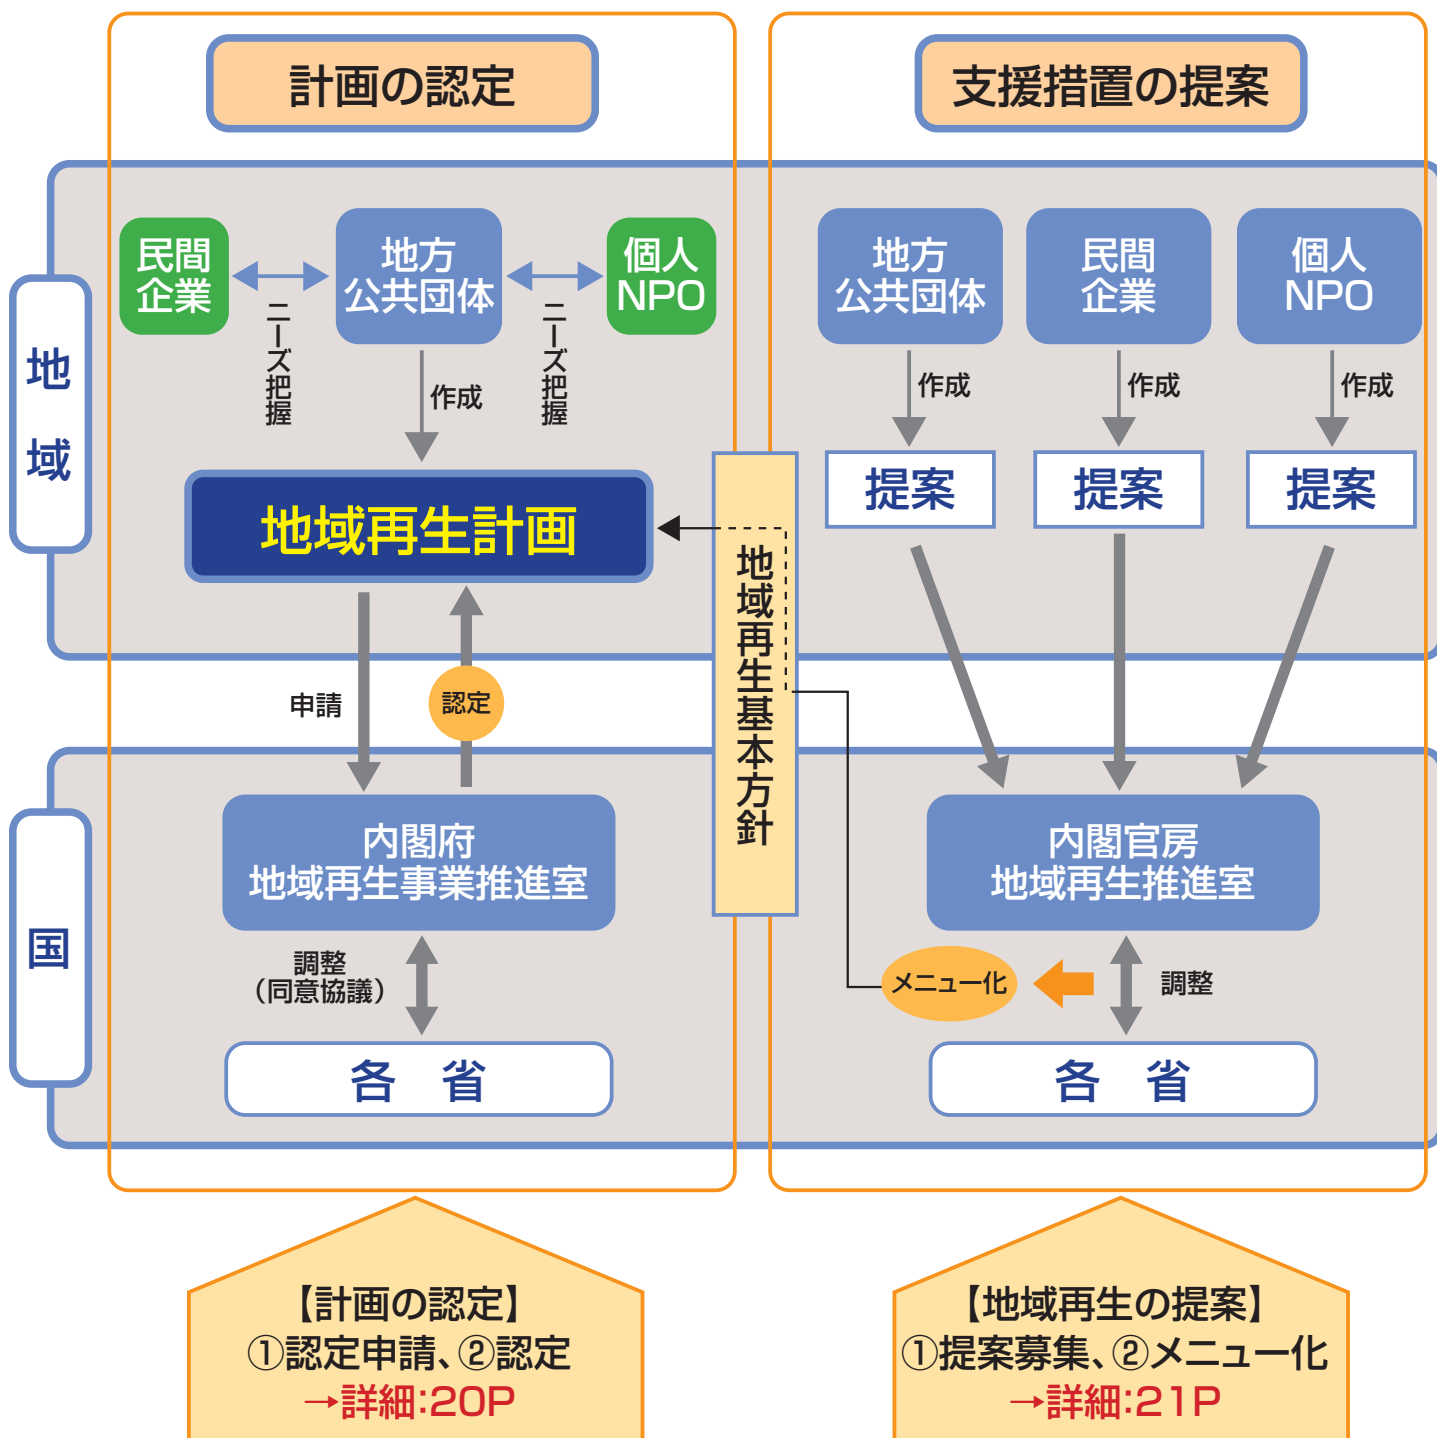 計画の認定
支援措置の提案
地域
民間
企業
ニーズ把握
地方
公共団体
ニーズ把握
個人
NPO
作成
地域再生計画
申請
認定
地方
公共団体
民間
企業
個人
NPO
作成
作成
作成
提案
提案
提案
地域再生基本方針
国
内閣府
地域再生事業推進室
調整
（同意協議）
各　省
内閣官房
地域再生推進室
メニュー化
調整
各　省
【計画の認定】
①認定申請、②認定
→詳細:20P
【地域再生の提案】
①提案募集、②メニュー化
→詳細:21P